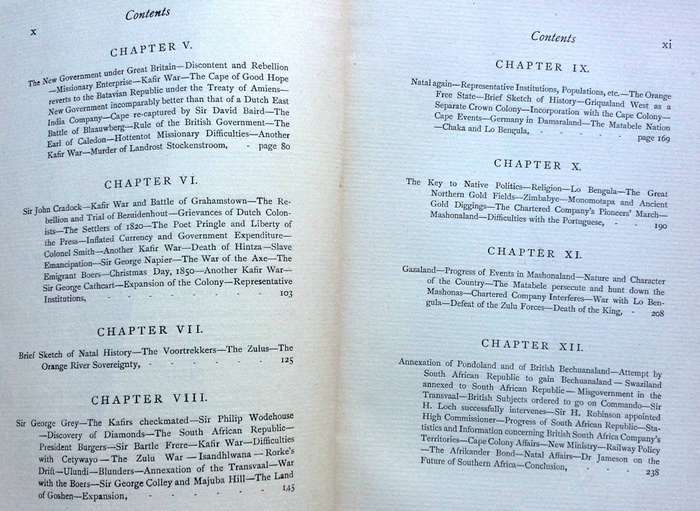 x
Contents
CHAPTER V.
The New Government under Great Britain—Discontent and Rebellion
—Missionary Enterprise—Kafir War—The Cape of Good Hope
reverts to the Batavian Republic under the Treaty of Amiens—
New Government incomparably better than that of a Dutch East
India Company—Cape re-captured by Sir David Baird—The
Battle of Blaauwberg—Rule of the British Government—The
Earl of Caledon—Hottentot Missionary Difficulties—Another
Kafir War—Murder of Landrost Stockenstroom, - page 80
CHAPTER VI.
Sir John Cradock—Kafir War and Battle of Grahamstown—The Re-
bellion and Trial of Beznidenhout—Grievances of Dutch Colon-
ists—The Settlers of 1820—The Poet Pringle and Liberty of
the Press—Inflated Currency and Government Expenditure—
Colonel Smith—Another Kafir War—Death of Hintza—Slave
Emancipation—Sir George Napier—The War of the Axe—The
Emigrant Boers—Christmas Day, 1850—Another Kafir War—
Sir George Cathcart—Expansion of the Colony—Representative
Institutions, - - - - - - - 103
CHAPTER VII.
Brief Sketch of Natal History—The Voortrekkers—The Zulus—The
Orange River Sovereignty, - - - - - 125
CHAPTER VIII.
Sir George Grey—The Kafirs checkmated—Sir Philip Wodehouse
—Discovery of Diamonds—The South African Republic—
President Burgers—Sir Bartle Frere—Kafir War—Difficulties
with Cetywayo—The Zulu War—Isandhlwana—Rorke's
Drift—Ulundi—Blunders—Annexation of the Transvaal—War
with the Boers—Sir George Colley and Majuba Hill—The Land
of Goshen—Expansion, - - - - - - 145
Contents
xi
CHAPTER IX.
Natal again—Representative Institutions, Populations, etc.—The Orange
Free State—Brief Sketch of History—Griqualand West as a
Separate Crown Colony—Incorporation with the Cape Colony—
Cape Events—Germany in Damaraland—The Matabele Nation
—Chaka and Lo Bengula, - - - - page 169
CHAPTER X.
The Key to Native Politics—Religion—Lo Bengula—The Great
Northern Gold Fields—Zimbabye—Monomotapa and Ancient
Gold Diggings—The Chartered Company's Pioneers' March—
Mashonaland—Difficulties with the Portuguese, - - 190
CHAPTER XI.
Gazaland—Progress of Events in Mashonaland—Nature and Character
of the Country—The Matabele persecute and hunt down the
Mashonas—Chartered Company Interferes—War with Lo Ben-
gula—Defeat of the Zulu Forces—Death of the King, - 208
CHAPTER XII.
Annexation of Pondoland and of British Bechuanaland—Attempt by
South African Republic to gain Bechuanaland—Swaziland
annexed to South African Republic—Misgovernment in the
Transvaal—British Subjects ordered to go on Commando—Sir
H. Loch successfully intervenes—Sir H. Robinson appointed
High Commissioner—Progress of South African Republic—Sta-
tistics and Information concerning British South Africa Company's
Territories—Cape Colony Affairs—New Ministry—Railway Policy
—The Afrikander Bond—Natal Affairs—Dr Jameson on the
Future of Southern Africa—Conclusion, - - - - 238